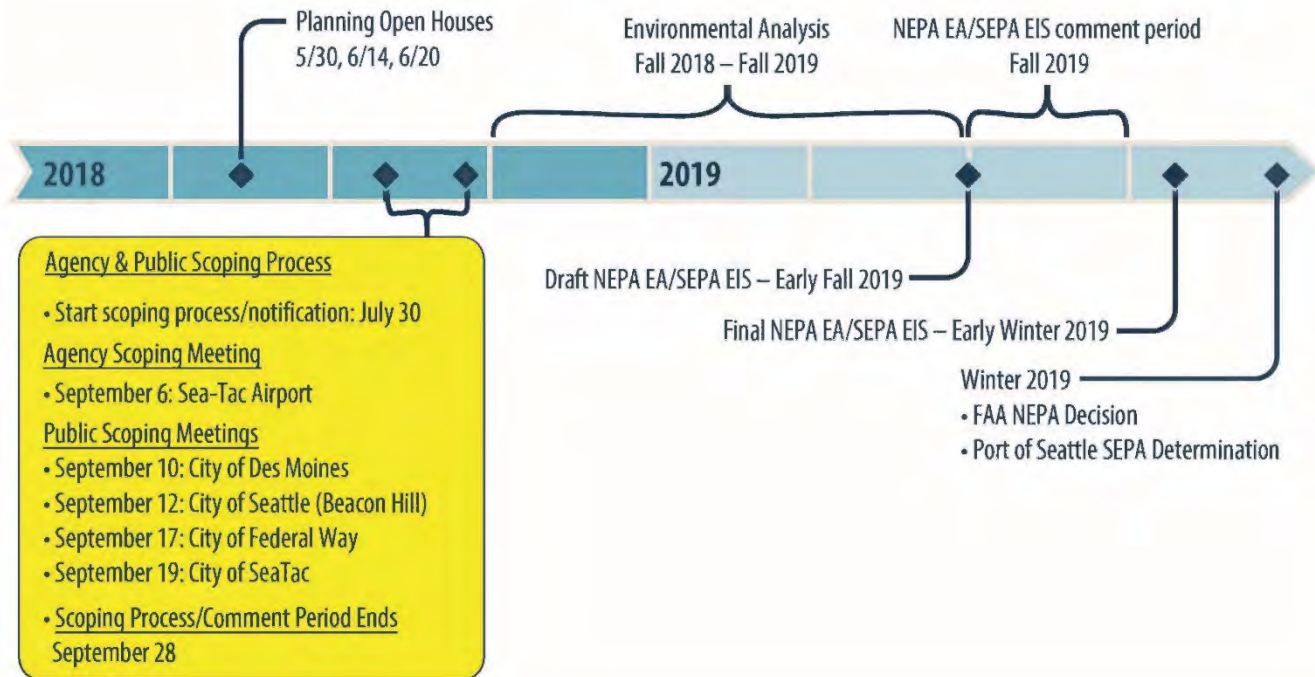 Planning Open Houses
5/30, 6/14, 6/20
Environmental Analysis
Fall 2018 – Fall 2019
NEPA EA/SEPA EIS comment period
Fall 2019
2018
2019
Agency & Public Scoping Process
• Start scoping process/notification: July 30
Agency Scoping Meeting
• September 6: Sea-Tac Airport
Public Scoping Meetings
• September 10: City of Des Moines
• September 12: City of Seattle (Beacon Hill)
• September 17: City of Federal Way
• September 19: City of SeaTac
• Scoping Process/Comment Period Ends
September 28
Draft NEPA EA/SEPA EIS – Early Fall 2019
Final NEPA EA/SEPA EIS – Early Winter 2019
Winter 2019
• FAA NEPA Decision
• Port of Seattle SEPA Determination